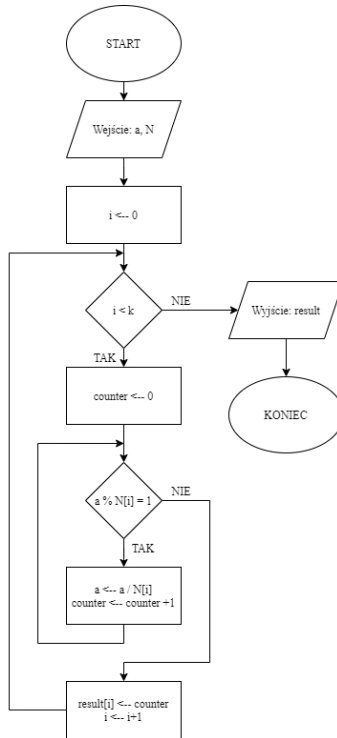 START
Wejście: a, N
i <-- 0
i < k
NIE
Wyjście: result
TAK
KONIEC
counter <-- 0
a % N[i] = 1
NIE
TAK
a <-- a / N[i]
counter <-- counter +1
result[i] <-- counter
i <-- i+1